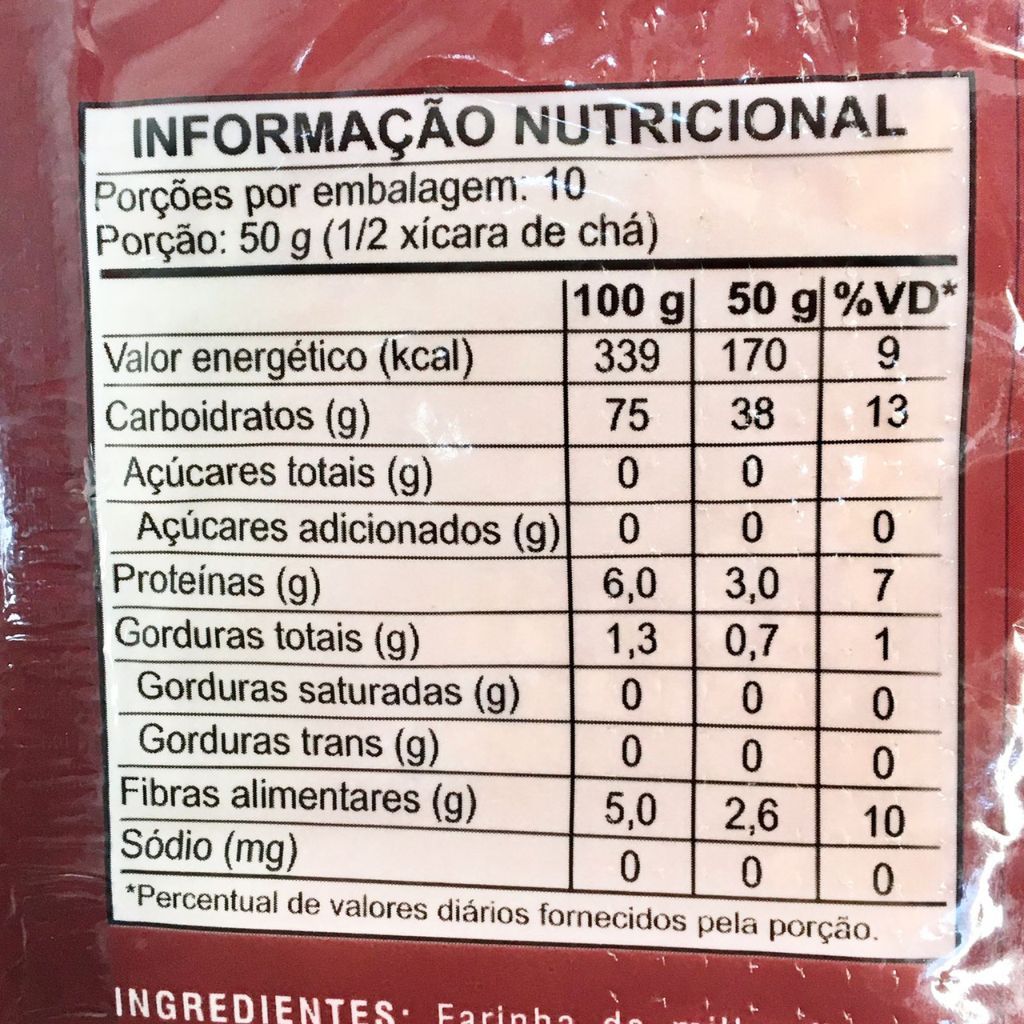 INFORMAÇÃO NUTRICIONAL
Porções por embalagem: 10
Porção: 50 g (1/2 xícara de chá)
100 g 50 g %VD*
Valor energético (kcal) 339 170 9
Carboidratos (g) 75 38 13
Açúcares totais (g) 0 0
Açúcares adicionados (g) 0 0 0
Proteínas (g) 6,0 3,0 7
Gorduras totais (g) 1,3 0,7 1
Gorduras saturadas (g) 0 0 0
Gorduras trans (g) 0 0 0
Fibras alimentares (g) 5,0 2,6 10
Sódio (mg) 0 0 0
*Percentual de valores diários fornecidos pela porção.
INGREDIENTES: Farinha de